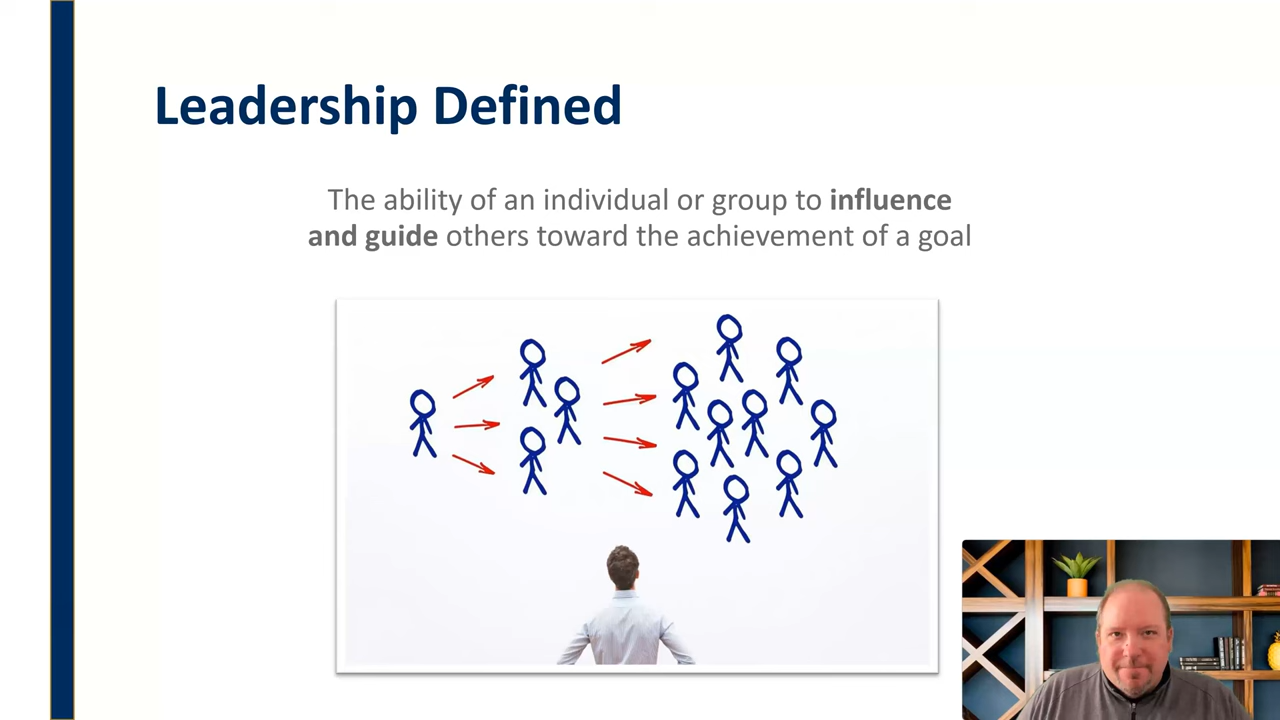 Leadership Defined
The ability of an individual or group to influence
and guide others toward the achievement of a goal